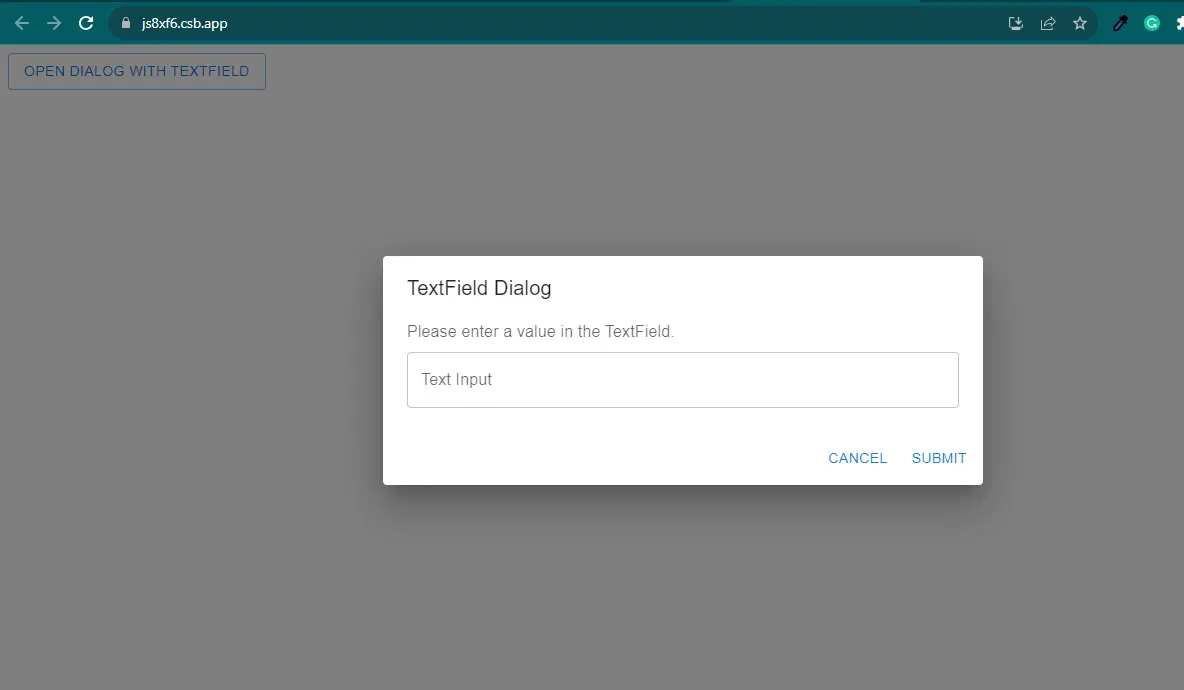 js8xf6.csb.app
OPEN DIALOG WITH TEXTFIELD
TextField Dialog
Please enter a value in the TextField.
Text Input
CANCEL SUBMIT